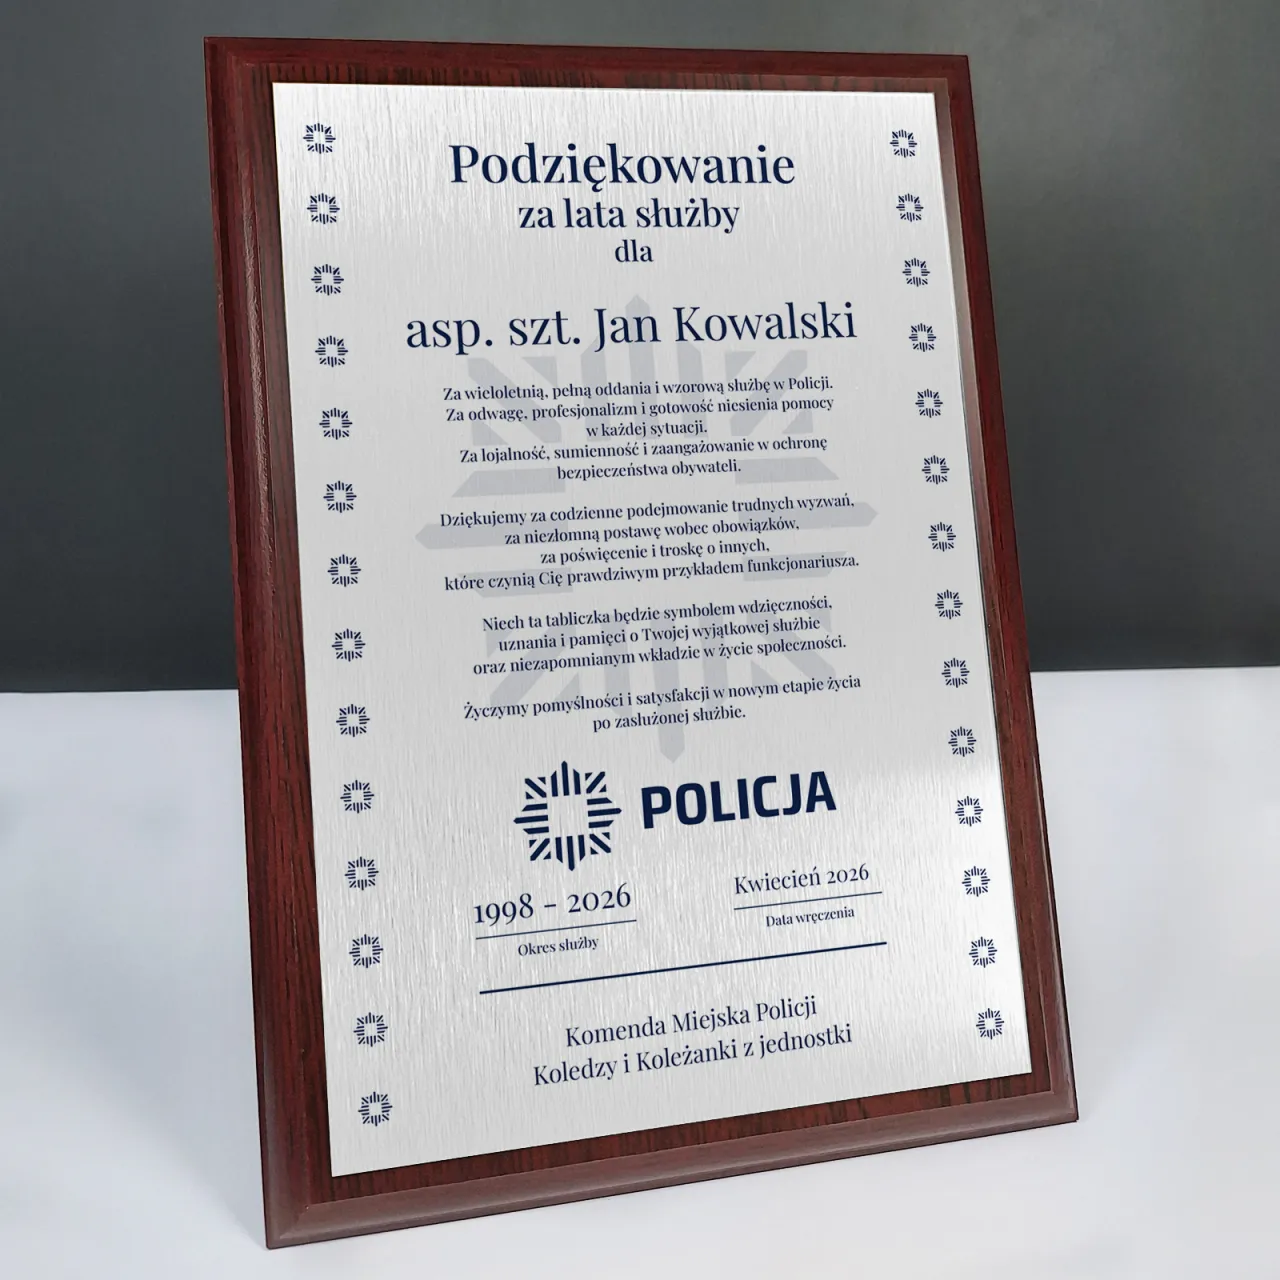 Podziękowanie
za lata służby
dla
asp. szt. Jan Kowalski
Za wieloletnią, pełną oddania i wzorową służbę w Policji.
Za odwagę, profesjonalizm i gotowość niesienia pomocy
w każdej sytuacji.
Za lojalność, sumienność i zaangażowanie w ochronę
bezpieczeństwa obywateli.
Dziękujemy za codzienne podejmowanie trudnych wyzwań,
za niezłomną postawę wobec obowiązków,
za poświęcenie i troskę o innych,
które czynią Cię prawdziwym przykładem funkcjonariusza.
Niech ta tabliczka będzie symbolem wdzięczności,
uznania i pamięci o Twojej wyjątkowej służbie
oraz niezapomnianym wkładzie w życie społeczności.
Życzymy pomyślności i satysfakcji w nowym etapie życia
po zasłużonej służbie.
POLICJA
1998 - 2026
Okres służby
Kwiecień 2026
Data wręczenia
Komenda Miejska Policji
Koledzy i Koleżanki z jednostki